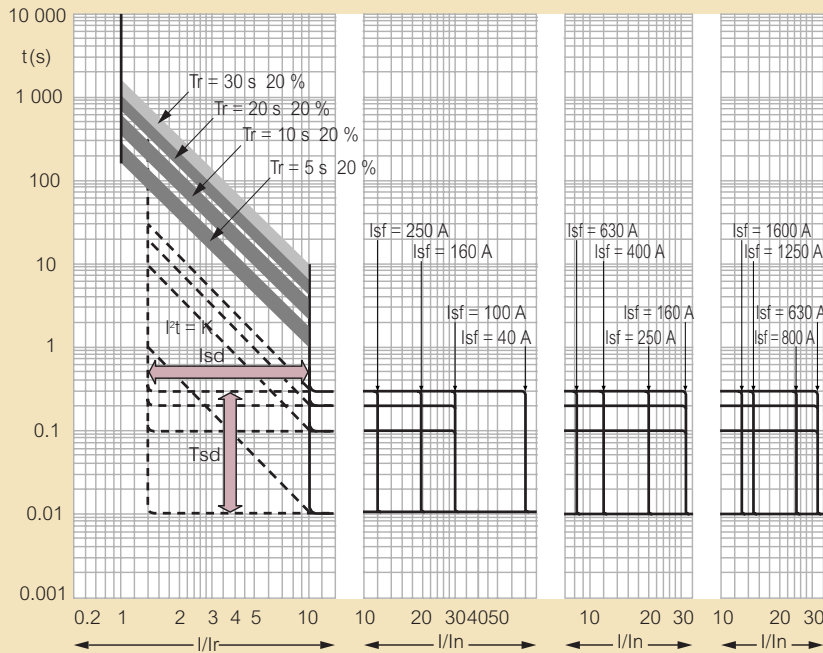 10 000
t(s)
1 000
100
10
1
0.1
0.01
0.001
Tr = 30 s 20 %
Tr = 20 s 20 %
Tr = 10 s 20 %
Tr = 5 s 20 %
I²t = K
Isd
Tsd
0.2 1 2 3 4 5 10
I/Ir
Isf = 250 A
Isf = 160 A
Isf = 100 A
Isf = 40 A
10 20 30 40 50
I/In
Isf = 630 A
Isf = 400 A
Isf = 160 A
Isf = 250 A
10 20 30
I/In
Isf = 1600 A
Isf = 1250 A
Isf = 630 A
Isf = 800 A
10 20 30
I/In